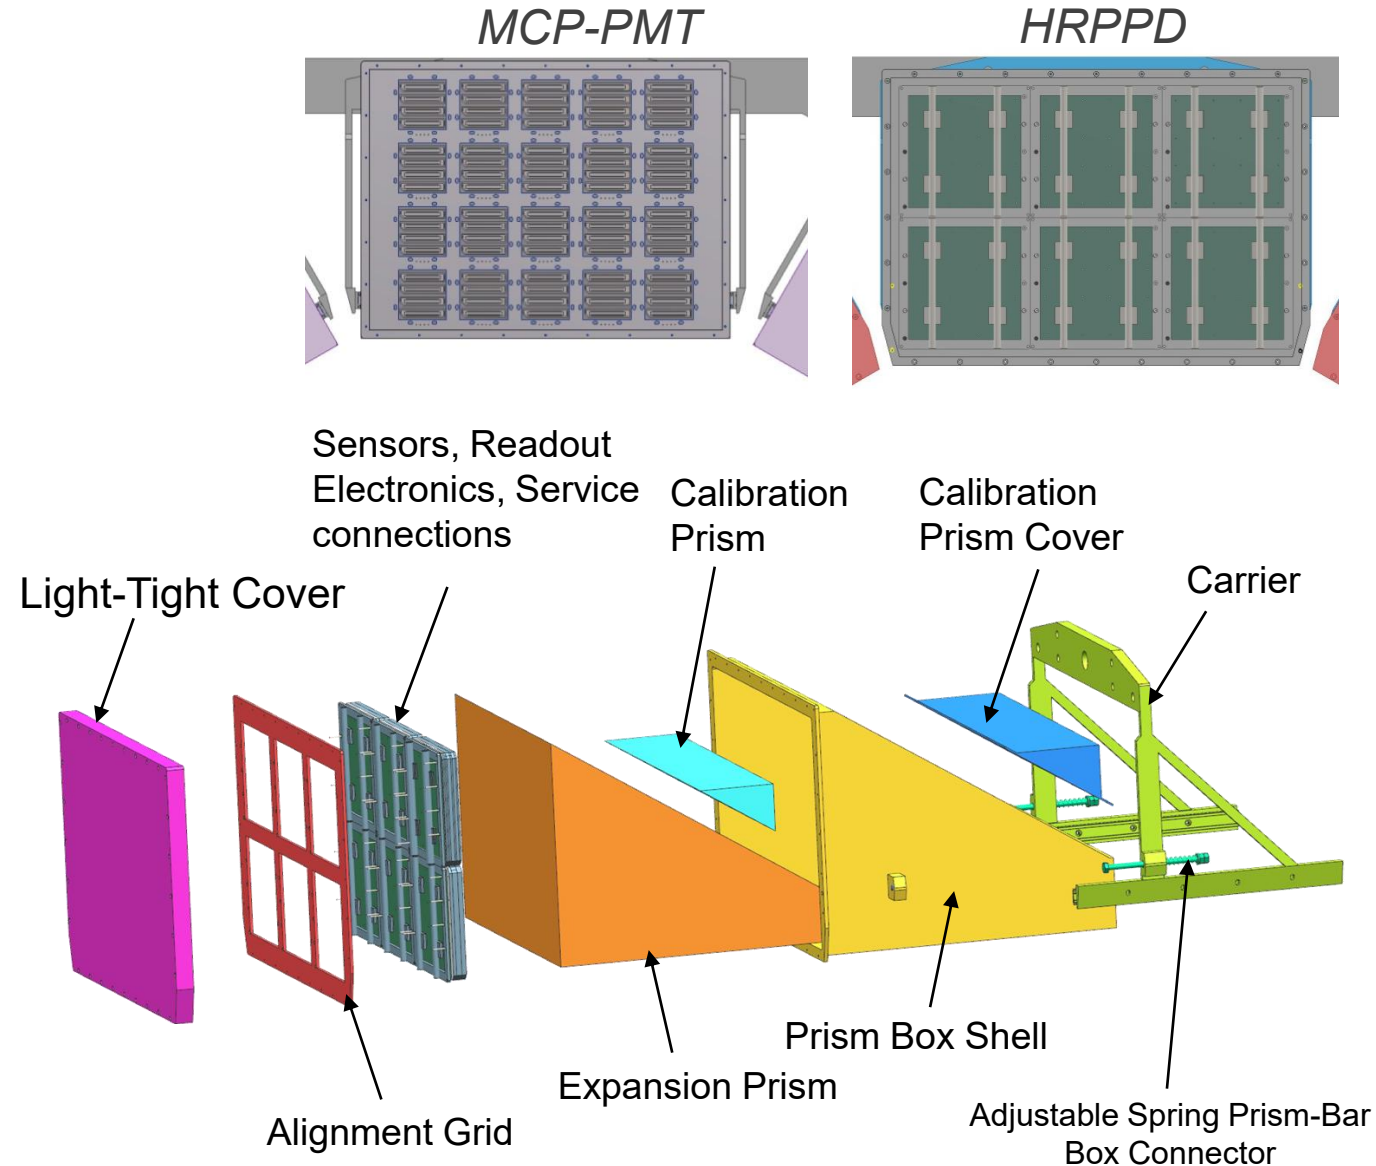 MCP-PMT
HRPPD
Sensors, Readout
Electronics, Service
connections
Calibration
Prism
Calibration
Prism Cover
Carrier
Light-Tight Cover
Prism Box Shell
Expansion Prism
Alignment Grid
Adjustable Spring Prism-Bar
Box Connector